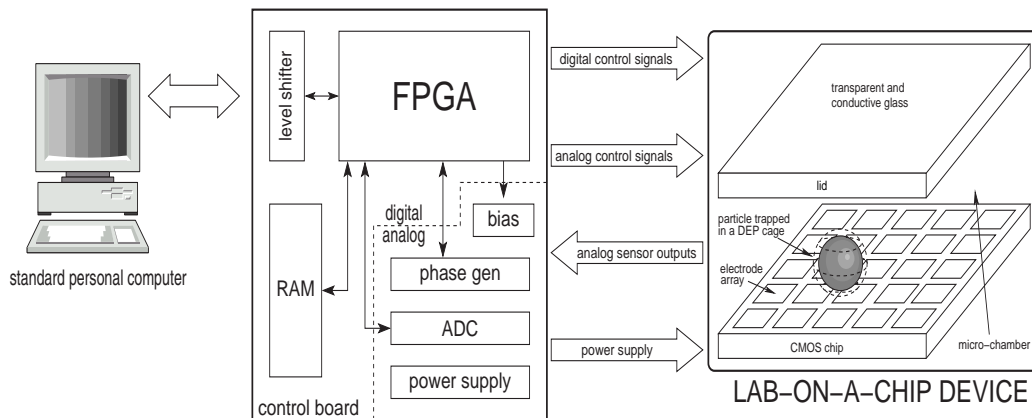 standard personal computer
level shifter
FPGA
RAM
digital
analog
bias
phase gen
ADC
power supply
control board
digital control signals
analog control signals
analog sensor outputs
power supply
transparent and
conductive glass
lid
particle trapped
in a DEP cage
electrode
array
CMOS chip
micro−chamber
LAB−ON−A−CHIP DEVICE